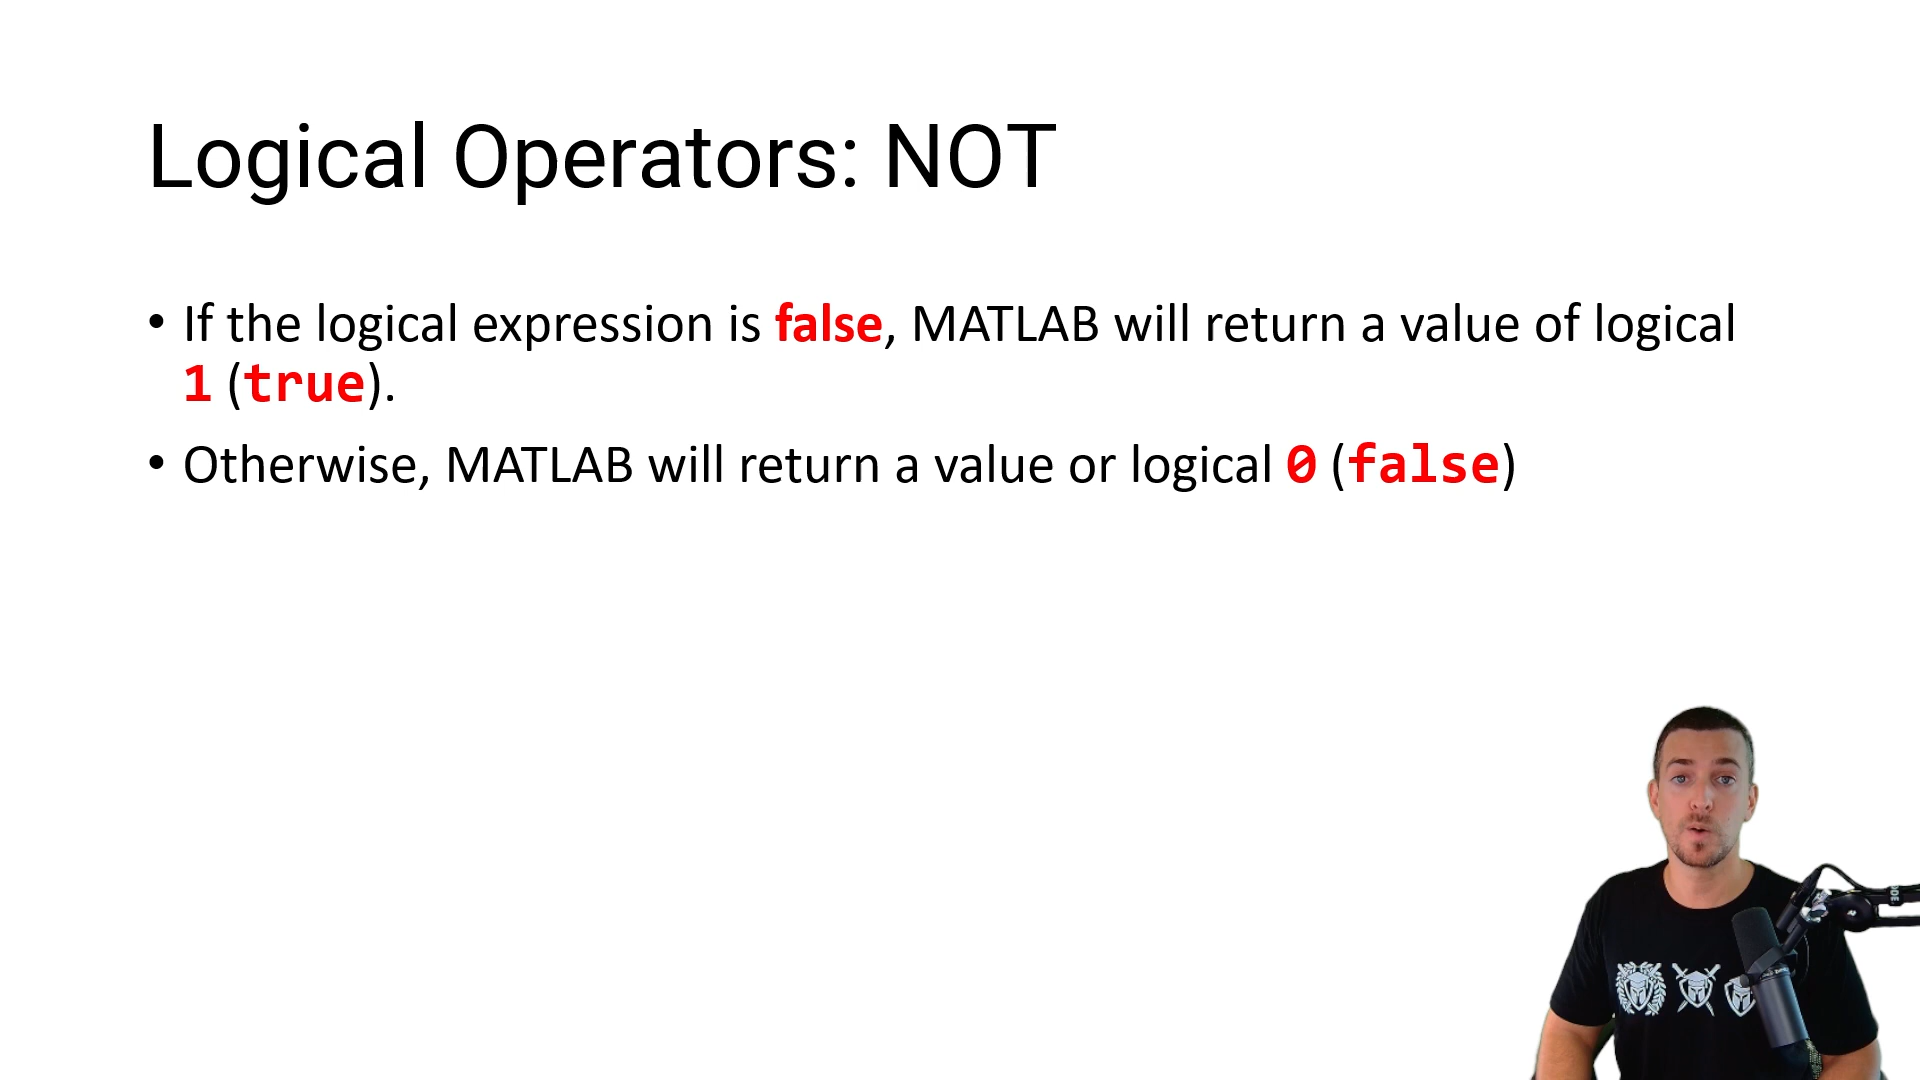 Logical Operators: NOT
• If the logical expression is false, MATLAB will return a value of logical
1 (true).
• Otherwise, MATLAB will return a value or logical 0 (false)